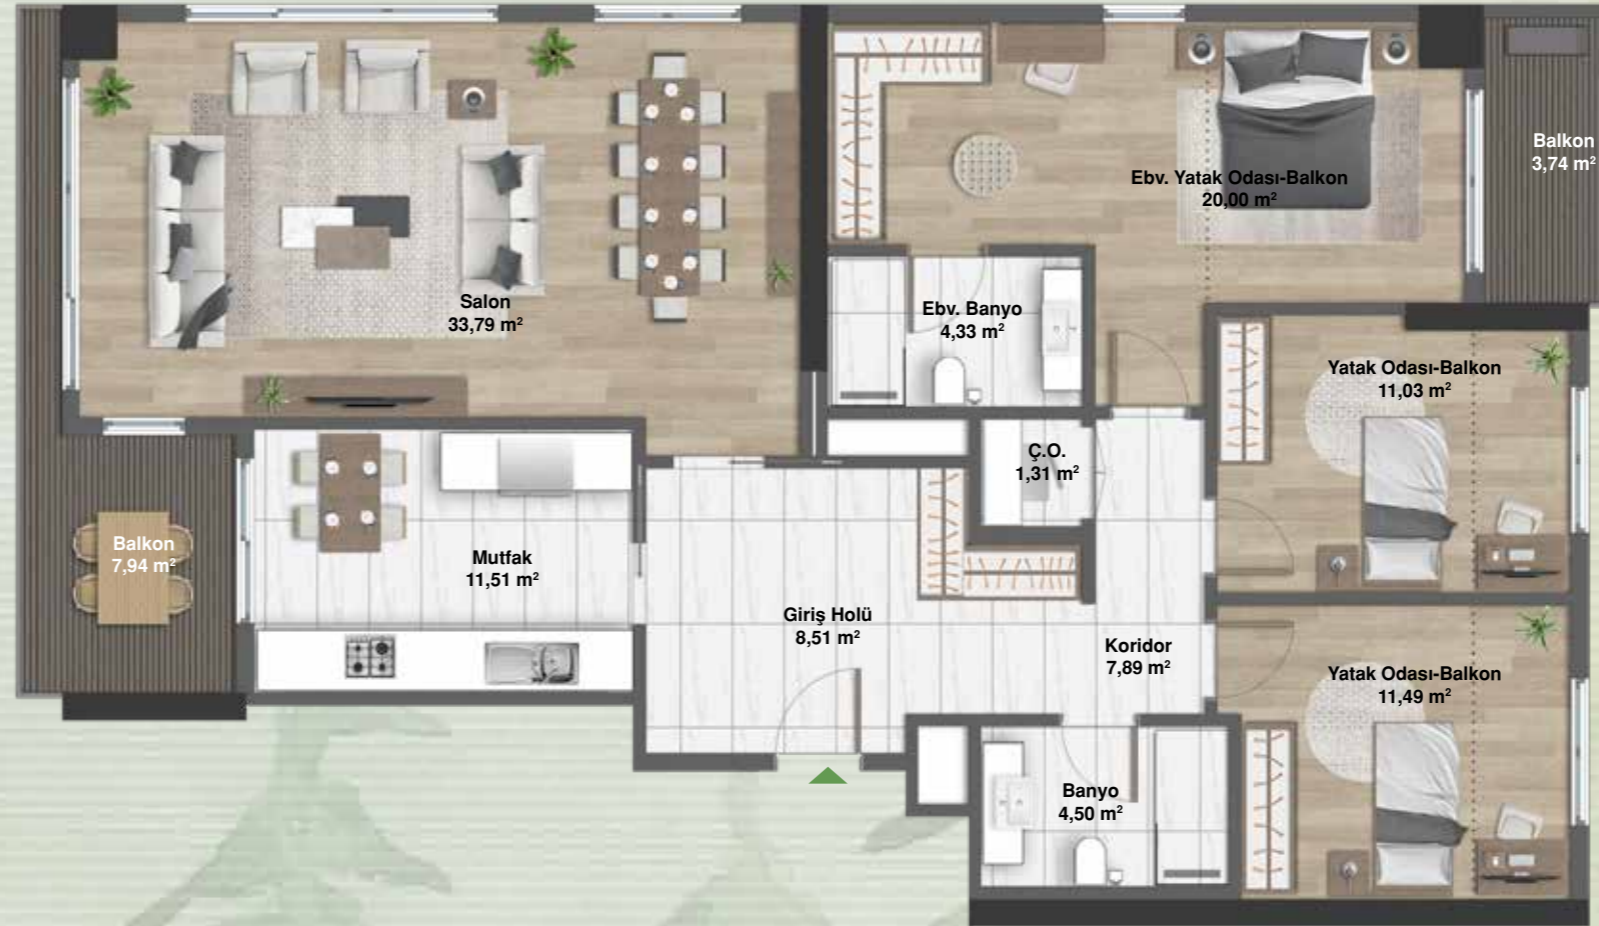 Balkon
3,74 m²
Ebv. Yatak Odası-Balkon
20,00 m²
Salon
33,79 m²
Ebv. Banyo
4,33 m²
Yatak Odası-Balkon
11,03 m²
Ç.O.
1,31 m²
Balkon
7,94 m²
Mutfak
11,51 m²
Giriş Holü
8,51 m²
Koridor
7,89 m²
Yatak Odası-Balkon
11,49 m²
Banyo
4,50 m²